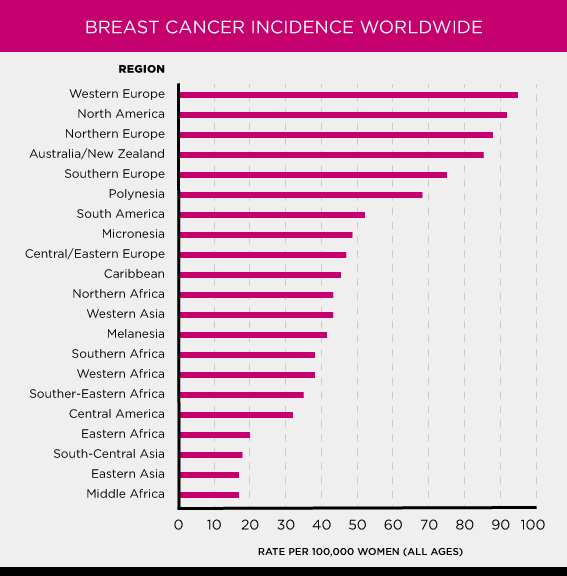 BREAST CANCER INCIDENCE WORLDWIDE
REGION
Western Europe
North America
Northern Europe
Australia/New Zealand
Southern Europe
Polynesia
South America
Micronesia
Central/Eastern Europe
Caribbean
Northern Africa
Western Asia
Melanesia
Southern Africa
Western Africa
Souther-Eastern Africa
Central America
Eastern Africa
South-Central Asia
Eastern Asia
Middle Africa
0 10 20 30 40 50 60 70 80 90 100
RATE PER 100,000 WOMEN (ALL AGES)